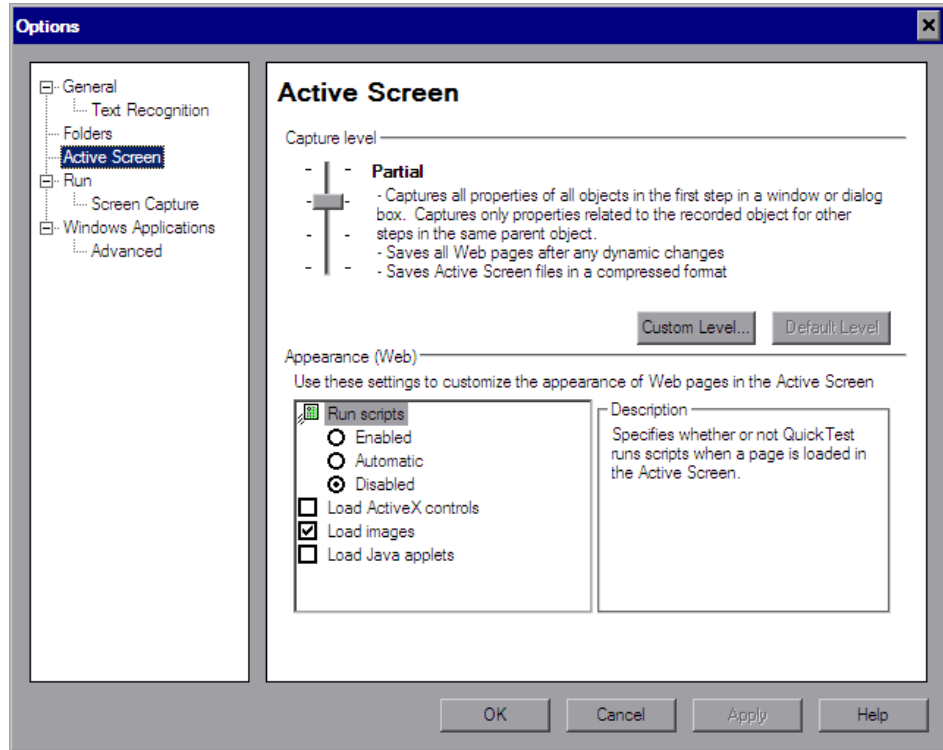 Options
General
Text Recognition
Folders
Active Screen
Run
Screen Capture
Windows Applications
Advanced
Active Screen
Capture level
Partial
- Captures all properties of all objects in the first step in a window or dialog
box. Captures only properties related to the recorded object for other
steps in the same parent object.
- Saves all Web pages after any dynamic changes
- Saves Active Screen files in a compressed format
Custom Level...
Default Level
Appearance (Web)
Use these settings to customize the appearance of Web pages in the Active Screen
Run scripts
Enabled
Automatic
Disabled
Load ActiveX controls
Load images
Load Java applets
Description
Specifies whether or not QuickTest
runs scripts when a page is loaded in
the Active Screen.
OK
Cancel
Apply
Help